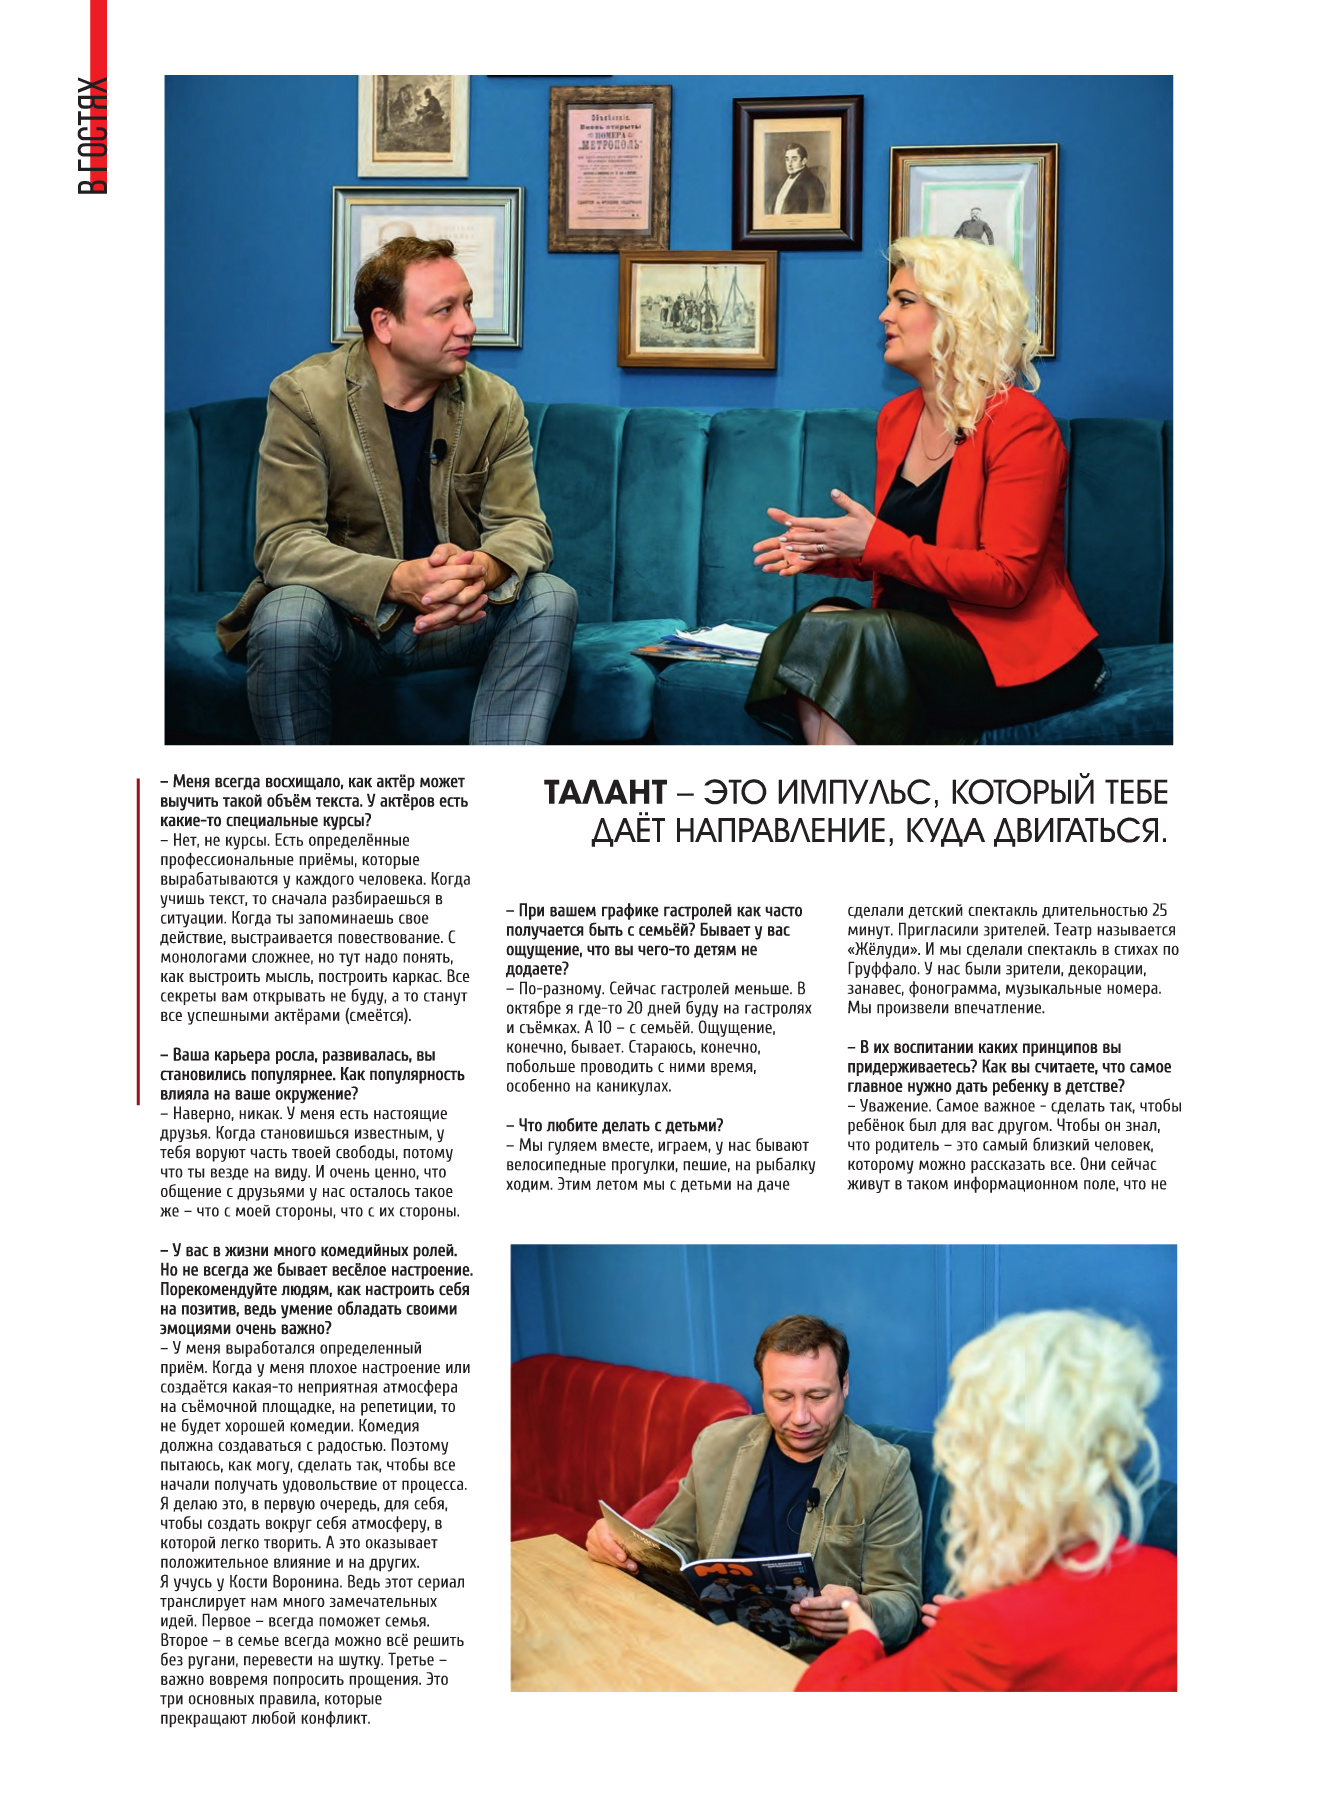 В ГОСТЯХ
Объявленiе.
Вновь открыты
НОМЕРА
"МЕТРОПОЛЬ"
– Меня всегда восхищало, как актёр может
выучить такой объём текста. У актёров есть
какие-то специальные курсы?
– Нет, не курсы. Есть определённые
профессиональные приёмы, которые
вырабатываются у каждого человека. Когда
учишь текст, то сначала разбираешься в
ситуации. Когда ты запоминаешь свое
действие, выстраивается повествование. С
монологами сложнее, но тут надо понять,
как выстроить мысль, построить каркас. Все
секреты вам открывать не буду, а то станут
все успешными актёрами (смеётся).
– Ваша карьера росла, развивалась, вы
становились популярнее. Как популярность
влияла на ваше окружение?
– Наверно, никак. У меня есть настоящие
друзья. Когда становишься известным, у
тебя воруют часть твоей свободы, потому
что ты везде на виду. И очень ценно, что
общение с друзьями у нас осталось такое
же – что с моей стороны, что с их стороны.
– У вас в жизни много комедийных ролей.
Но не всегда же бывает весёлое настроение.
Порекомендуйте людям, как настроить себя
на позитив, ведь умение обладать своими
эмоциями очень важно?
– У меня выработался определенный
приём. Когда у меня плохое настроение или
создаётся какая-то неприятная атмосфера
на съёмочной площадке, на репетиции, то
не будет хорошей комедии. Комедия
должна создаваться с радостью. Поэтому
пытаюсь, как могу, сделать так, чтобы все
начали получать удовольствие от процесса.
Я делаю это, в первую очередь, для себя,
чтобы создать вокруг себя атмосферу, в
которой легко творить. А это оказывает
положительное влияние и на других.
Я учусь у Кости Воронина. Ведь этот сериал
транслирует нам много замечательных
идей. Первое – всегда поможет семья.
Второе – в семье всегда можно всё решить
без ругани, перевести на шутку. Третье –
важно вовремя попросить прощения. Это
три основных правила, которые
прекращают любой конфликт.
ТАЛАНТ – ЭТО ИМПУЛЬС, КОТОРЫЙ ТЕБЕ
ДАЁТ НАПРАВЛЕНИЕ, КУДА ДВИГАТЬСЯ.
– При вашем графике гастролей как часто
получается быть с семьёй? Бывает у вас
ощущение, что вы чего-то детям не
додаете?
– По-разному. Сейчас гастролей меньше. В
октябре я где-то 20 дней буду на гастролях
и съёмках. А 10 – с семьёй. Ощущение,
конечно, бывает. Стараюсь, конечно,
побольше проводить с ними время,
особенно на каникулах.
– Что любите делать с детьми?
– Мы гуляем вместе, играем, у нас бывают
велосипедные прогулки, пешие, на рыбалку
ходим. Этим летом мы с детьми на даче
сделали детский спектакль длительностью 25
минут. Пригласили зрителей. Театр называется
«Жёлуди». И мы сделали спектакль в стихах по
Груффало. У нас были зрители, декорации,
занавес, фонограмма, музыкальные номера.
Мы произвели впечатление.
– В их воспитании каких принципов вы
придерживаетесь? Как вы считаете, что самое
главное нужно дать ребенку в детстве?
– Уважение. Самое важное - сделать так, чтобы
ребёнок был для вас другом. Чтобы он знал,
что родитель – это самый близкий человек,
которому можно рассказать все. Они сейчас
живут в таком информационном поле, что не